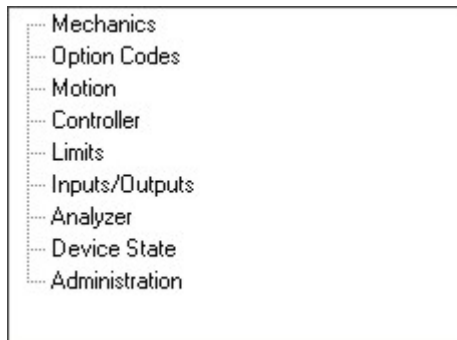 Mechanics
Option Codes
Motion
Controller
Limits
Inputs/Outputs
Analyzer
Device State
Administration